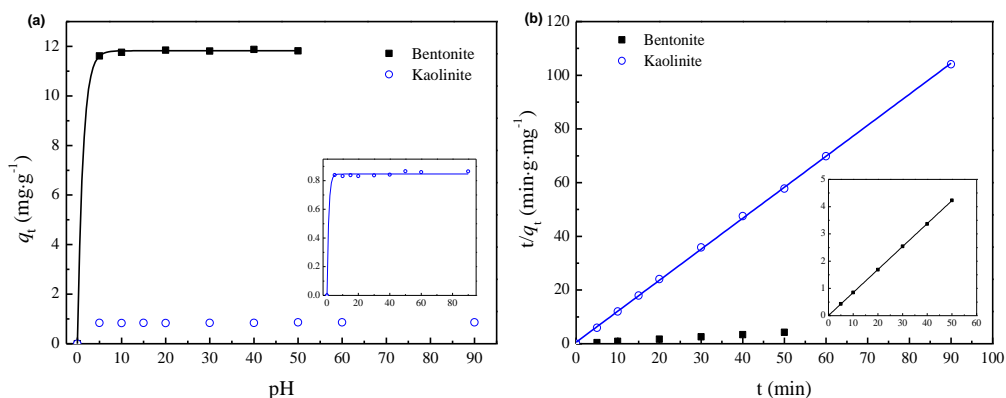 (a)
14
12
10
8
6
4
2
0
q_t (mg·g⁻¹)
Bentonite
Kaolinite
0.8
0.6
0.4
0.2
0.0
0 20 40 60 80
0 10 20 30 40 50 60 70 80 90
pH
(b)
120
100
80
60
40
20
0
t/q_t (min·g·mg⁻¹)
Bentonite
Kaolinite
5
4
3
2
1
0
0 10 20 30 40 50 60
0 10 20 30 40 50 60 70 80 90 100
t (min)